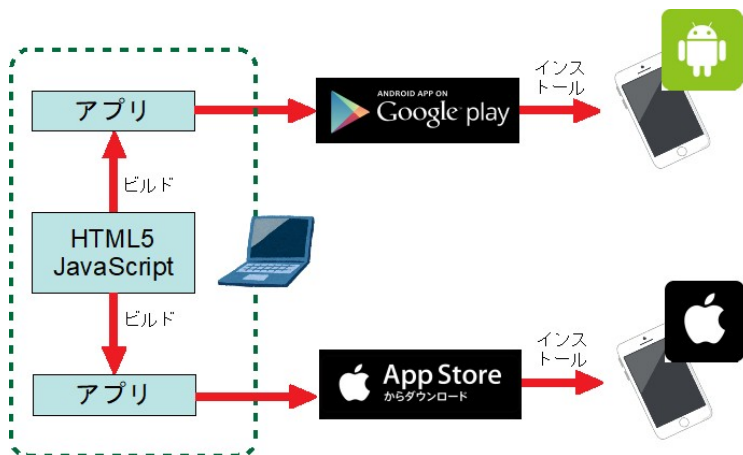 アプリ
ANDROID APP ON
Google play
インス
トール
ビルド
HTML5
JavaScript
ビルド
アプリ
App Store
からダウンロード
インス
トール